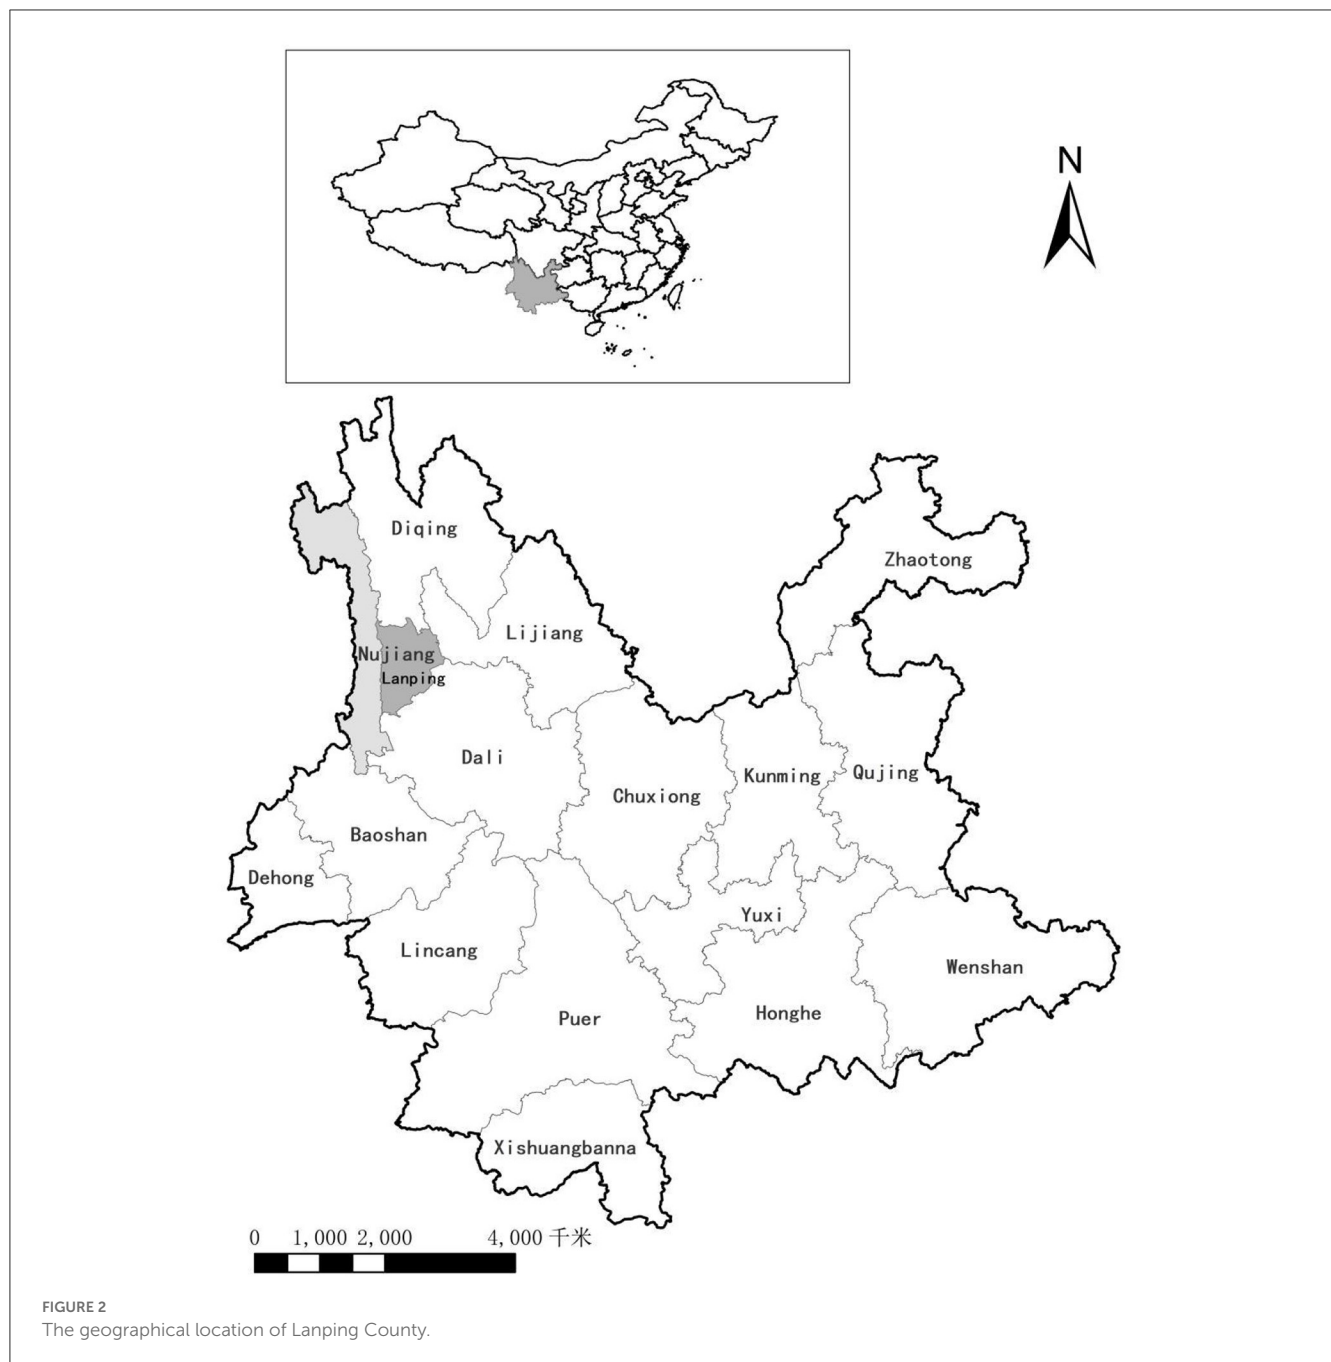 N
Diqing
Zhaotong
Lijiang
Nujiang
Lanping
Dali
Kunming
Qujing
Chuxiong
Baoshan
Dehong
Yuxi
Lincang
Wenshan
Puer
Honghe
Xishuangbanna
0 1,000 2,000 4,000 千米
FIGURE 2
The geographical location of Lanping County.